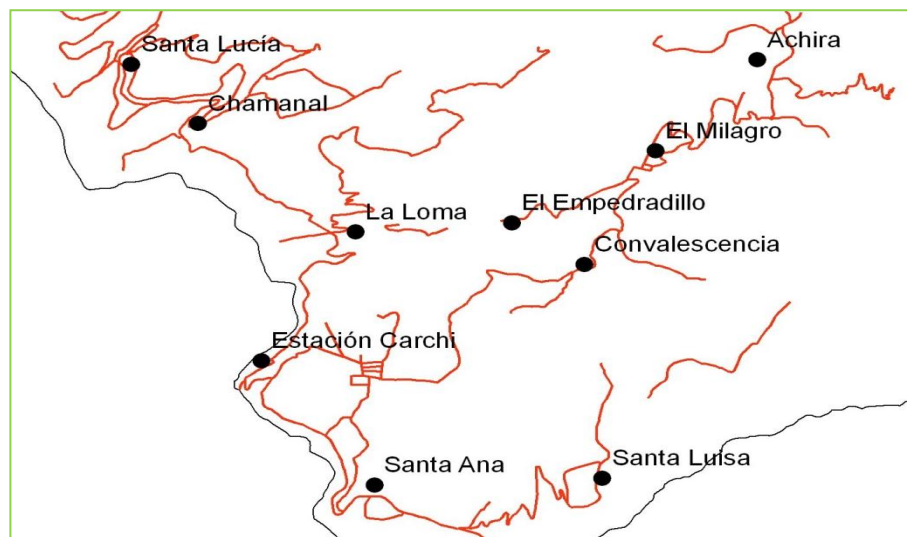 Santa Lucía
Achira
Chamanal
El Milagro
La Loma
El Empedradillo
Convalescencia
Estación Carchi
Santa Ana
Santa Luisa